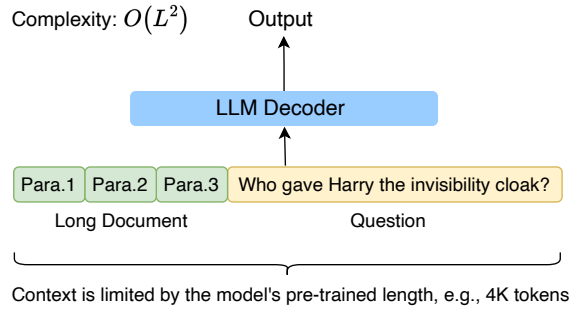 Complexity: O(L²) Output
LLM Decoder
Para.1 Para.2 Para.3 Who gave Harry the invisibility cloak?
Long Document Question
Context is limited by the model's pre-trained length, e.g., 4K tokens